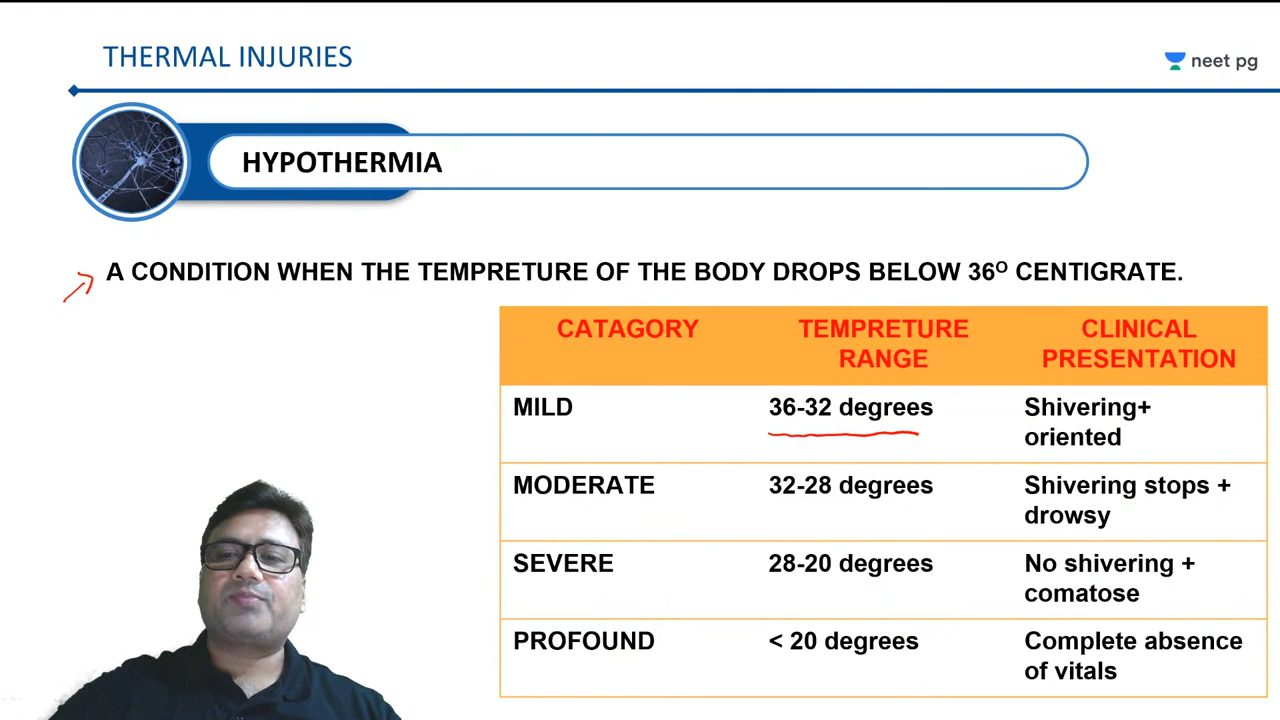 THERMAL INJURIES
neet pg
HYPOTHERMIA
A CONDITION WHEN THE TEMPRETURE OF THE BODY DROPS BELOW 36ᴼ CENTIGRATE.
CATAGORY
TEMPRETURE
RANGE
CLINICAL
PRESENTATION
MILD
36-32 degrees
Shivering+
oriented
MODERATE
32-28 degrees
Shivering stops +
drowsy
SEVERE
28-20 degrees
No shivering +
comatose
PROFOUND
< 20 degrees
Complete absence
of vitals